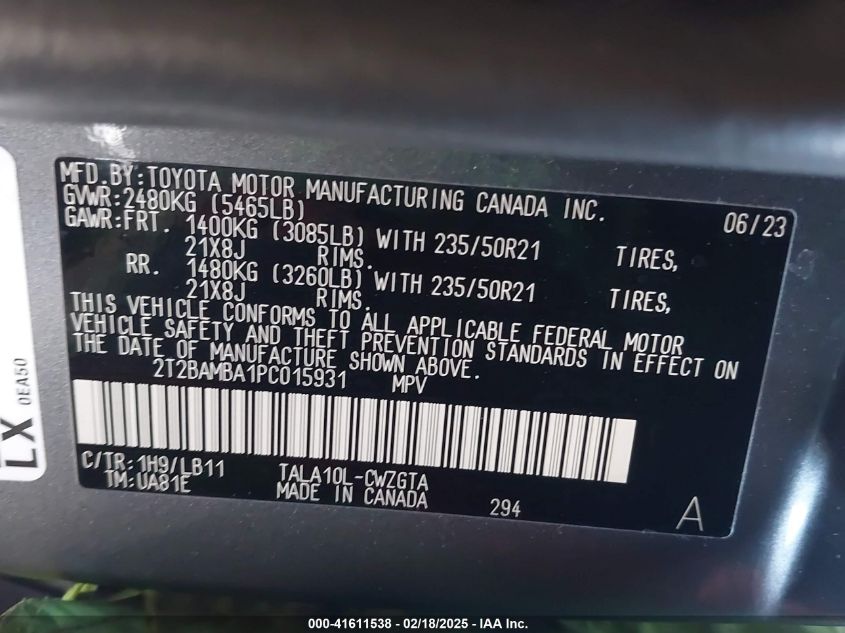 MFD. BY:TOYOTA MOTOR MANUFACTURING CANADA INC.
GVWR:2480KG (5465LB) 06/23
GAWR:FRT. 1400KG (3085LB) WITH 235/50R21 TIRES,
21X8J RIMS.
RR. 1480KG (3260LB) WITH 235/50R21 TIRES,
21X8J RIMS.
THIS VEHICLE CONFORMS TO ALL APPLICABLE FEDERAL MOTOR
VEHICLE SAFETY AND THEFT PREVENTION STANDARDS IN EFFECT ON
THE DATE OF MANUFACTURE SHOWN ABOVE.
2T2BAMBA1PC015931 MPV
C/TR:1H9/LB11 TALA10L-CWZGTA
TM:UA81E MADE IN CANADA 294 A
LX
0EA50
000-41611538 - 02/18/2025 - IAA Inc.